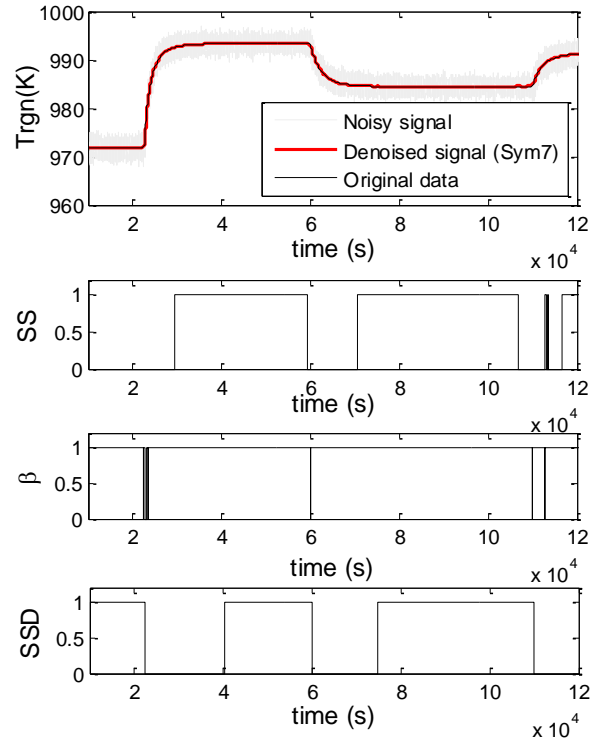 1000
990
980
970
960
Trgn(K)
Noisy signal
Denoised signal (Sym7)
Original data
2 4 6 8 10 12
time (s)
x 10^4
1
0.5
0
SS
2 4 6 8 10 12
time (s)
x 10^4
1
0.5
0
β
2 4 6 8 10 12
time (s)
x 10^4
1
0.5
0
SSD
2 4 6 8 10 12
time (s)
x 10^4